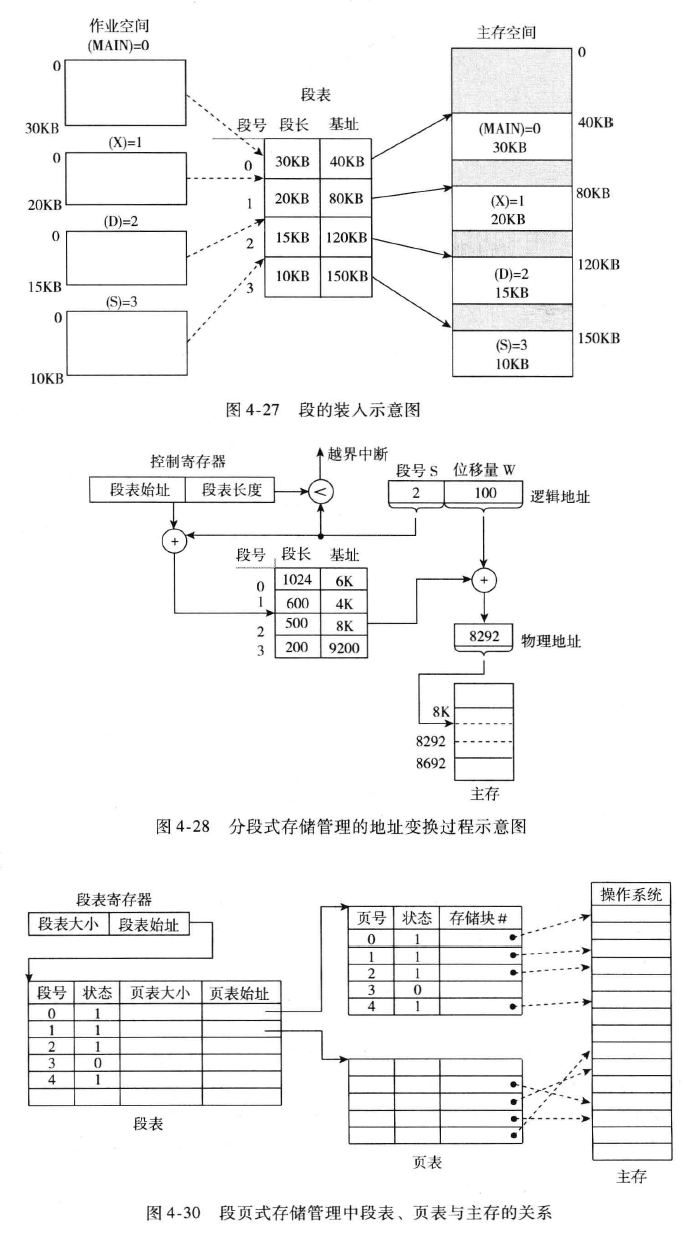 作业空间
(MAIN)=0
0
30KB
(X)=1
0
20KB
(D)=2
0
15KB
(S)=3
0
10KB
段表
段号 段长 基址
0 30KB 40KB
1 20KB 80KB
2 15KB 120KB
3 10KB 150KB
主存空间
0
(MAIN)=0
30KB
40KB
(X)=1
20KB
80KB
(D)=2
15KB
120KB
(S)=3
10KB
150KB
图 4-27 段的装入示意图
控制寄存器
段表始址 段表长度
越界中断
<
+
段号 S 位移量 W
2 100 逻辑地址
段号 段长 基址
0 1024 6K
1 600 4K
2 500 8K
3 200 9200
+
8292 物理地址
8K
8292
8692
主存
图 4-28 分段式存储管理的地址变换过程示意图
段表寄存器
段表大小 段表始址
段号 状态 页表大小 页表始址
0 1
1 1
2 1
3 0
4 1
段表
页号 状态 存储块#
0 1
1 1
2 1
3 0
4 1
页表
操作系统
主存
图 4-30 段页式存储管理中段表、页表与主存的关系